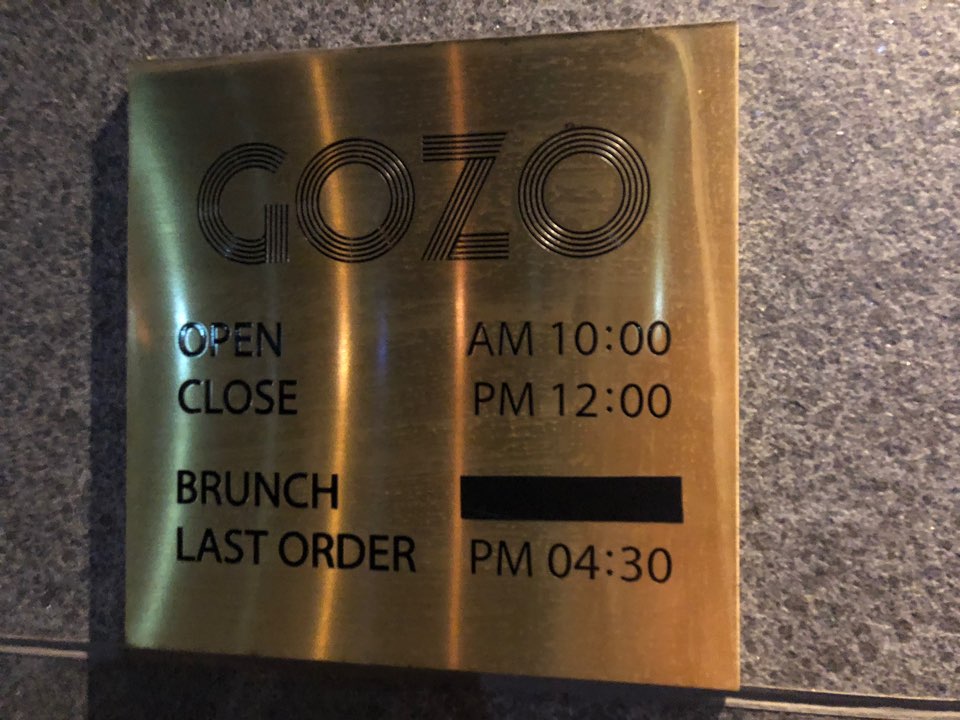 GOZO
OPEN AM 10:00
CLOSE PM 12:00
BRUNCH
LAST ORDER PM 04:30